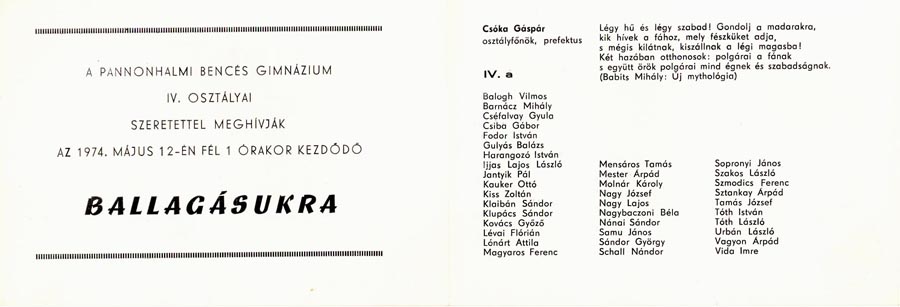 A PANNONHALMI BENCÉS GIMNÁZIUM
IV. OSZTÁLYAI
SZERETETTEL MEGHÍVJÁK
AZ 1974. MÁJUS 12-ÉN FÉL 1 ÓRAKOR KEZDŐDŐ
BALLAGÁSUKRA
Csóka Gáspár
osztályfőnök, prefektus
Légy hű és légy szabad! Gondolj a madarakra,
kik hívek a fához, mely fészküket adja,
s mégis kilátnak, kiszállnak a légi magasba!
Két hazában otthonosok: polgárai a fának
s együtt örök polgárai mind égnek és szabadságnak.
(Babits Mihály: Új mythológia)
IV. a
Balogh Vilmos
Barnácz Mihály
Cséfalvay Gyula
Csiba Gábor
Fodor István
Gulyás Balázs
Harangozó István
Ijjas Lajos László
Jantyik Pál
Kauker Ottó
Kiss Zoltán
Klaibán Sándor
Klupács Sándor
Kovács Győző
Lévai Flórián
Lónárt Attila
Magyaros Ferenc
Mensáros Tamás
Mester Árpád
Molnár Károly
Nagy József
Nagy Lajos
Nagybaczoni Béla
Nánai Sándor
Samu János
Sándor György
Schall Nándor
Sopronyi János
Szakos László
Szmodics Ferenc
Sztankay Árpád
Tamás József
Tóth István
Tóth László
Urbán László
Vagyon Árpád
Vida Imre